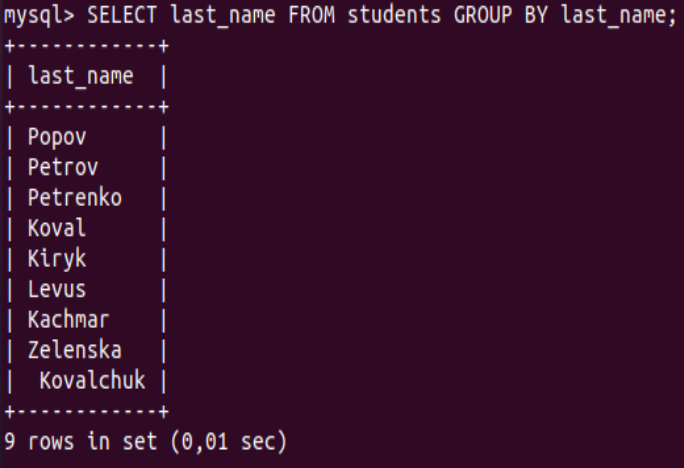 mysql> SELECT last_name FROM students GROUP BY last_name;
+------------+
| last_name  |
+------------+
| Popov      |
| Petrov     |
| Petrenko   |
| Koval      |
| Kiryk      |
| Levus      |
| Kachmar    |
| Zelenska   |
|  Kovalchuk |
+------------+
9 rows in set (0,01 sec)